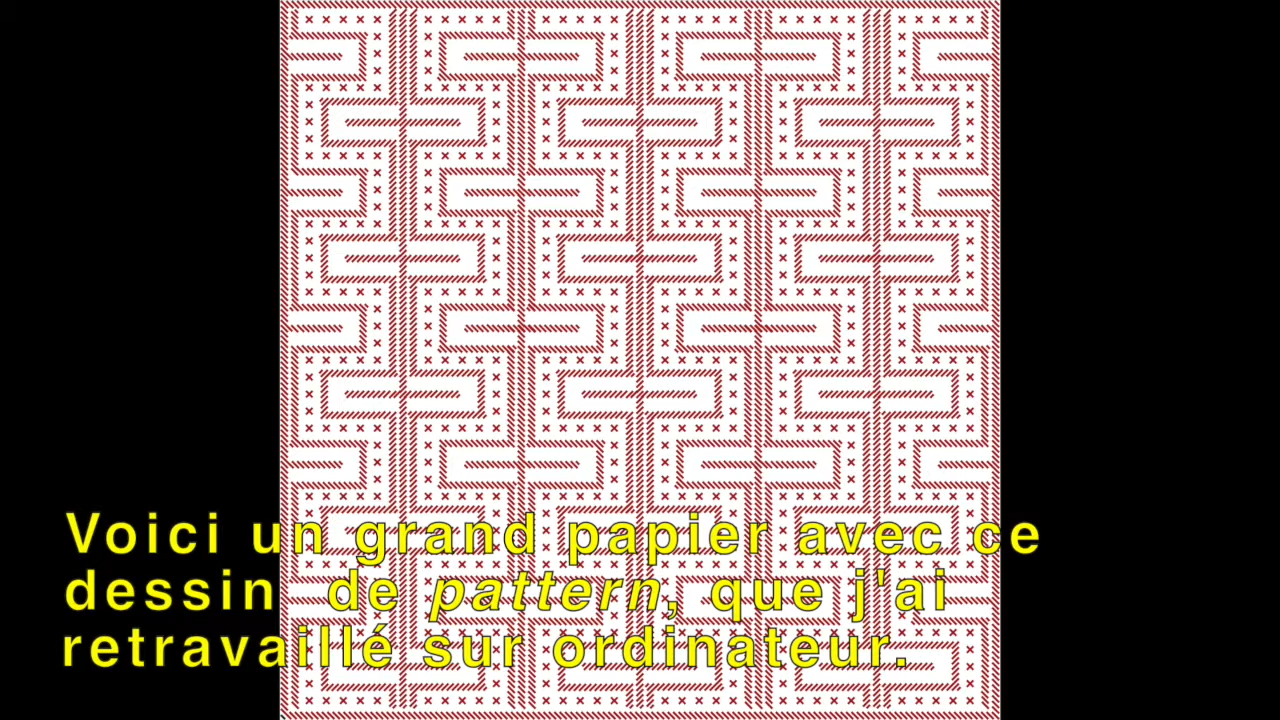 Voici un grand papier avec ce
dessin de pattern, que j'ai
retravaillé sur ordinateur.